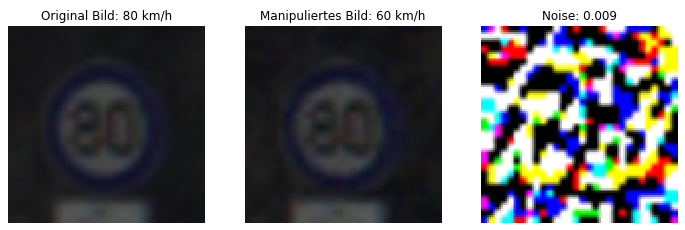 Original Bild: 80 km/h
Manipuliertes Bild: 60 km/h
Noise: 0.009
80
80